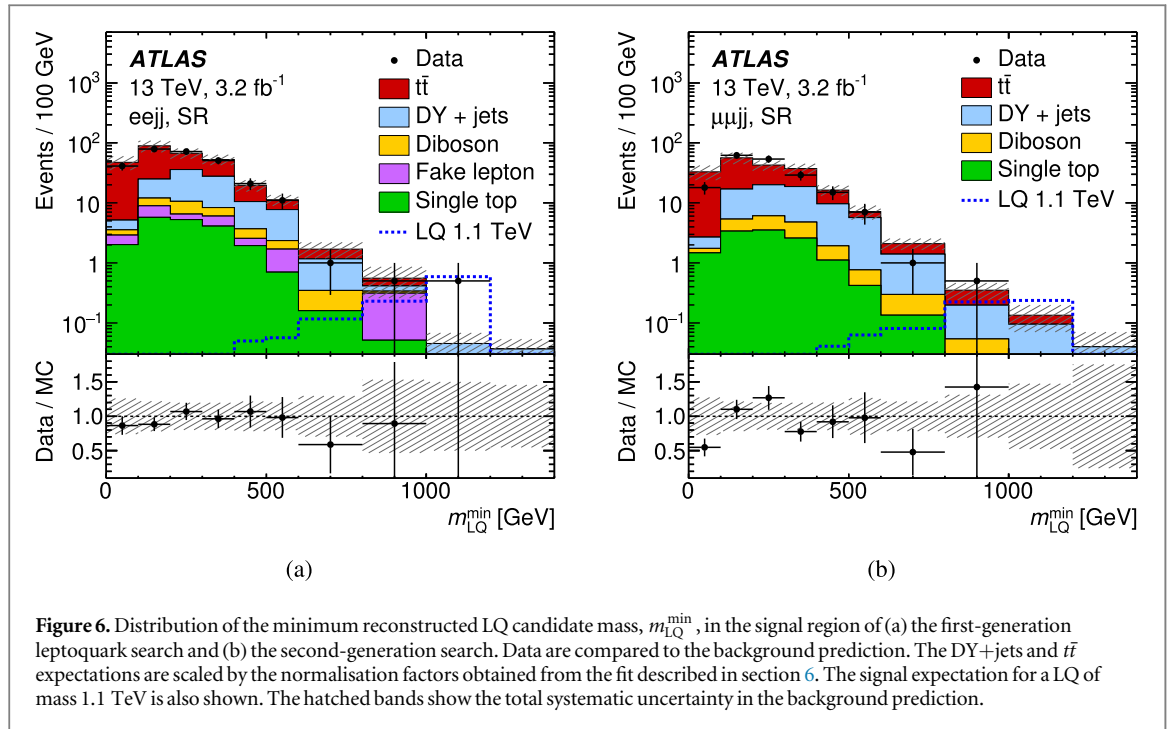 ATLAS
13 TeV, 3.2 fb⁻¹
eejj, SR
Data
tt̄
DY + jets
Diboson
Fake lepton
Single top
LQ 1.1 TeV
Events / 100 GeV
10³
10²
10
1
10⁻¹
Data / MC
1.5
1.0
0.5
0
500
1000
m_LQ^min [GeV]
(a)
ATLAS
13 TeV, 3.2 fb⁻¹
μμjj, SR
Data
tt̄
DY + jets
Diboson
Single top
LQ 1.1 TeV
Events / 100 GeV
10³
10²
10
1
10⁻¹
Data / MC
1.5
1.0
0.5
0
500
1000
m_LQ^min [GeV]
(b)
Figure 6. Distribution of the minimum reconstructed LQ candidate mass, m_LQ^min, in the signal region of (a) the first-generation
leptoquark search and (b) the second-generation search. Data are compared to the background prediction. The DY+jets and tt̄
expectations are scaled by the normalisation factors obtained from the fit described in section 6. The signal expectation for a LQ of
mass 1.1 TeV is also shown. The hatched bands show the total systematic uncertainty in the background prediction.